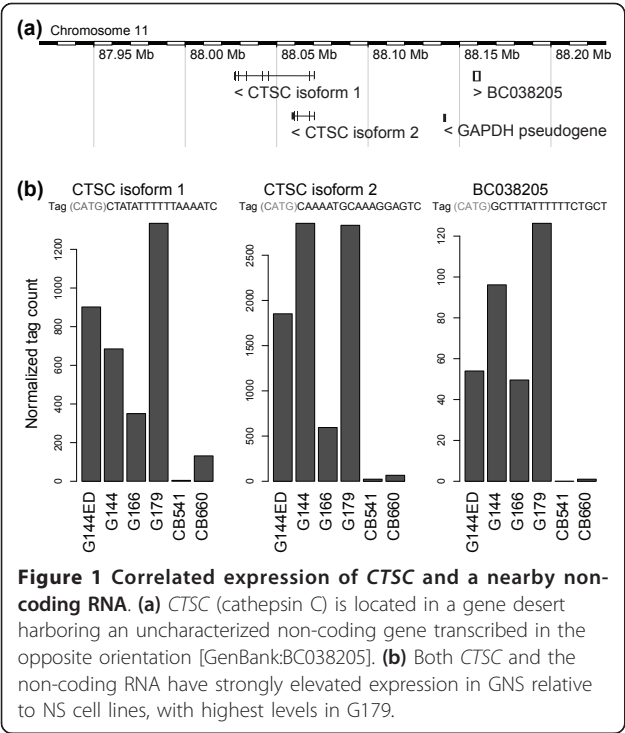 (a) Chromosome 11
87.95 Mb 88.00 Mb 88.05 Mb 88.10 Mb 88.15 Mb 88.20 Mb
< CTSC isoform 1 > BC038205
< CTSC isoform 2 < GAPDH pseudogene
(b) CTSC isoform 1 CTSC isoform 2 BC038205
Tag (CATG)CTATATTTTTTAAAATC Tag (CATG)CAAAATGCAAAGGAGTC Tag (CATG)GCTTTATTTTTTCTGCT
Normalized tag count
0 200 400 600 800 1000 1200
G144ED G144 G166 G179 CB541 CB660
0 500 1000 1500 2000 2500
G144ED G144 G166 G179 CB541 CB660
0 20 40 60 80 100 120
G144ED G144 G166 G179 CB541 CB660
Figure 1 Correlated expression of CTSC and a nearby non-
coding RNA. (a) CTSC (cathepsin C) is located in a gene desert
harboring an uncharacterized non-coding gene transcribed in the
opposite orientation [GenBank:BC038205]. (b) Both CTSC and the
non-coding RNA have strongly elevated expression in GNS relative
to NS cell lines, with highest levels in G179.